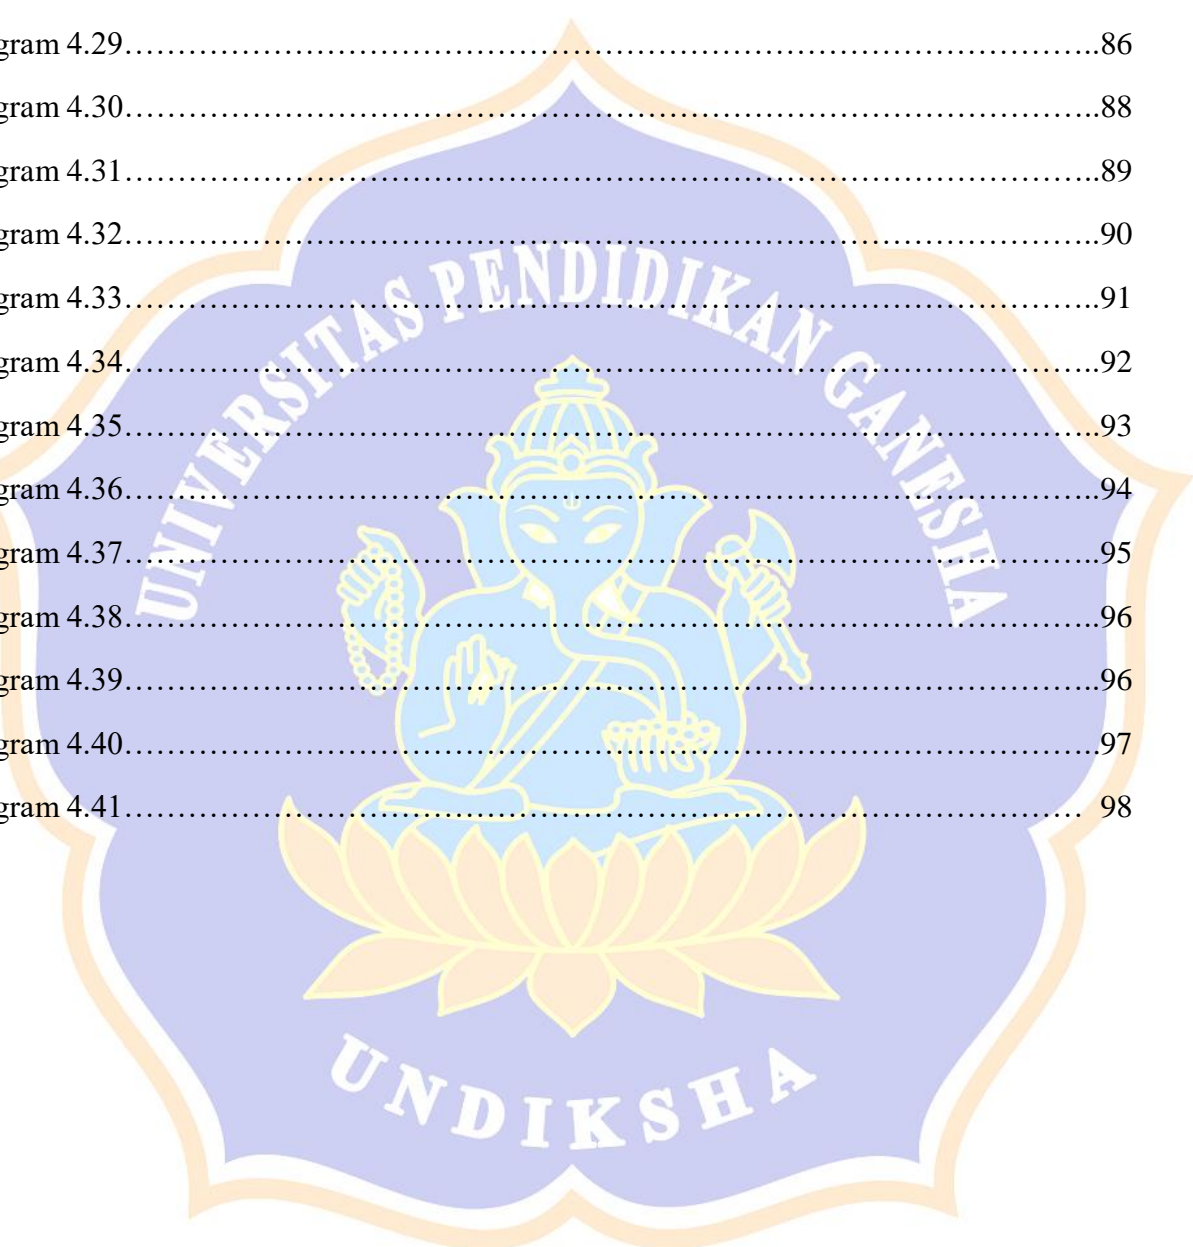 gram 4.29……………………………………………………………………………..86
gram 4.30……………………………………………………………………………..88
gram 4.31……………………………………………………………………………..89
gram 4.32……………………………………………………………………………..90
gram 4.33……………………………………………………………………………..91
gram 4.34……………………………………………………………………………..92
gram 4.35……………………………………………………………………………..93
gram 4.36……………………………………………………………………………..94
gram 4.37……………………………………………………………………………..95
gram 4.38……………………………………………………………………………..96
gram 4.39……………………………………………………………………………..96
gram 4.40……………………………………………………………………………..97
gram 4.41…………………………………………………………………………… 98
UNIVERSITAS PENDIDIKAN GANESHA
UNDIKSHA